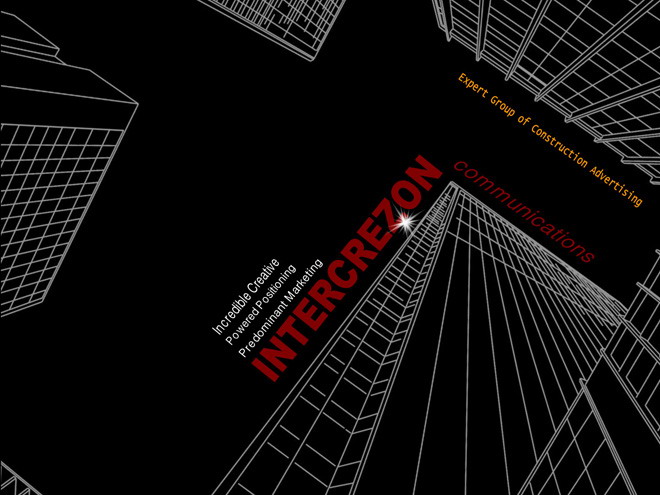 Expert Group of Construction Advertising
INTERCREZON
communications
Incredible Creative
Powered Positioning
Predominant Marketing